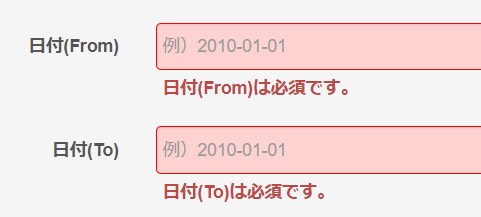 日付(From)
例）2010-01-01
日付(From)は必須です。
日付(To)
例）2010-01-01
日付(To)は必須です。